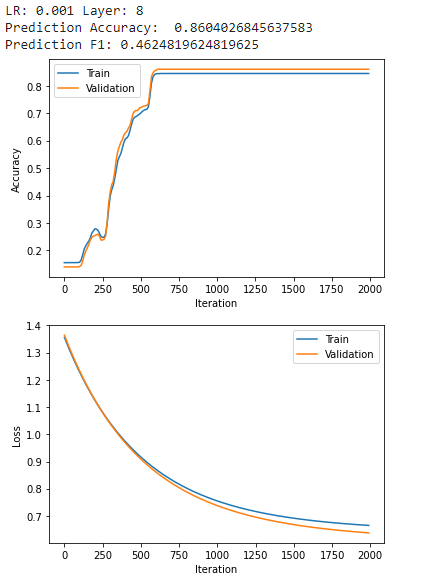 LR: 0.001 Layer: 8
Prediction Accuracy:  0.8604026845637583
Prediction F1: 0.4624819624819625
Train
Validation
0.8
0.7
0.6
0.5
0.4
0.3
0.2
Accuracy
0 250 500 750 1000 1250 1500 1750 2000
Iteration
Train
Validation
1.4
1.3
1.2
1.1
1.0
0.9
0.8
0.7
Loss
0 250 500 750 1000 1250 1500 1750 2000
Iteration